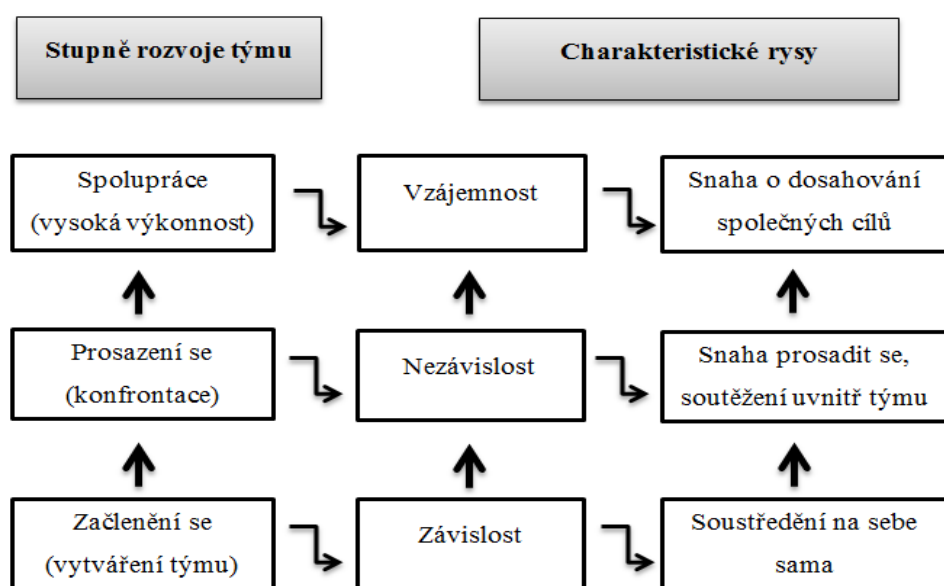 Stupně rozvoje týmu
Charakteristické rysy
Spolupráce
(vysoká výkonnost)
Vzájemnost
Snaha o dosahování
společných cílů
Prosazení se
(konfrontace)
Nezávislost
Snaha prosadit se,
soutěžení uvnitř týmu
Začlenění se
(vytváření týmu)
Závislost
Soustředění na sebe
sama